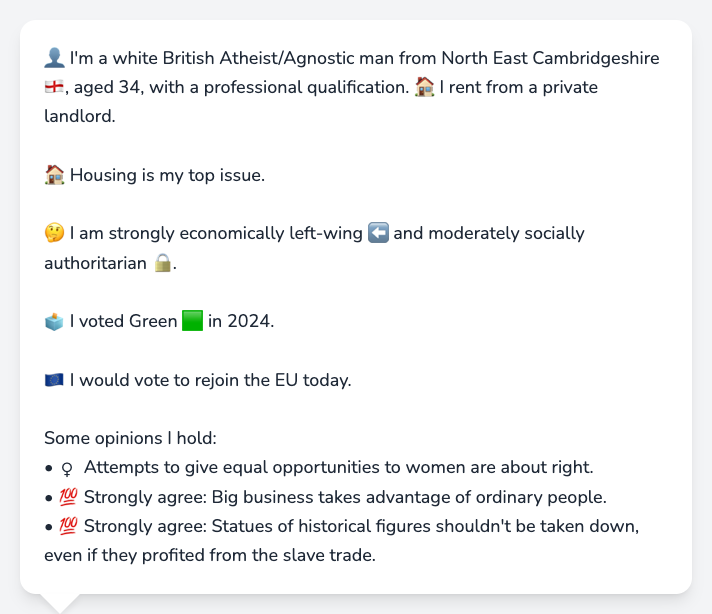 👤 I'm a white British Atheist/Agnostic man from North East Cambridgeshire
🏴󠁧󠁢󠁥󠁮󠁧󠁿, aged 34, with a professional qualification. 🏠 I rent from a private
landlord.
🏠 Housing is my top issue.
🤔 I am strongly economically left-wing ⬅️ and moderately socially
authoritarian 🔒.
🗳️ I voted Green 🟩 in 2024.
🇪🇺 I would vote to rejoin the EU today.
Some opinions I hold:
• ♀ Attempts to give equal opportunities to women are about right.
• 💯 Strongly agree: Big business takes advantage of ordinary people.
• 💯 Strongly agree: Statues of historical figures shouldn't be taken down,
even if they profited from the slave trade.